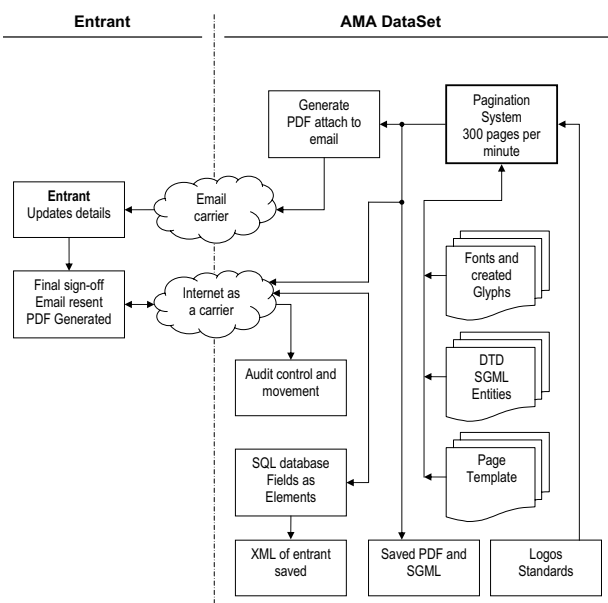 Entrant
AMA DataSet
Generate
PDF attach to
email
Pagination
System
300 pages per
minute
Entrant
Updates details
Email
carrier
Fonts and
created
Glyphs
Final sign-off
Email resent
PDF Generated
Internet as
a carrier
Audit control and
movement
DTD
SGML
Entities
SQL database
Fields as
Elements
Page
Template
XML of entrant
saved
Saved PDF and
SGML
Logos
Standards